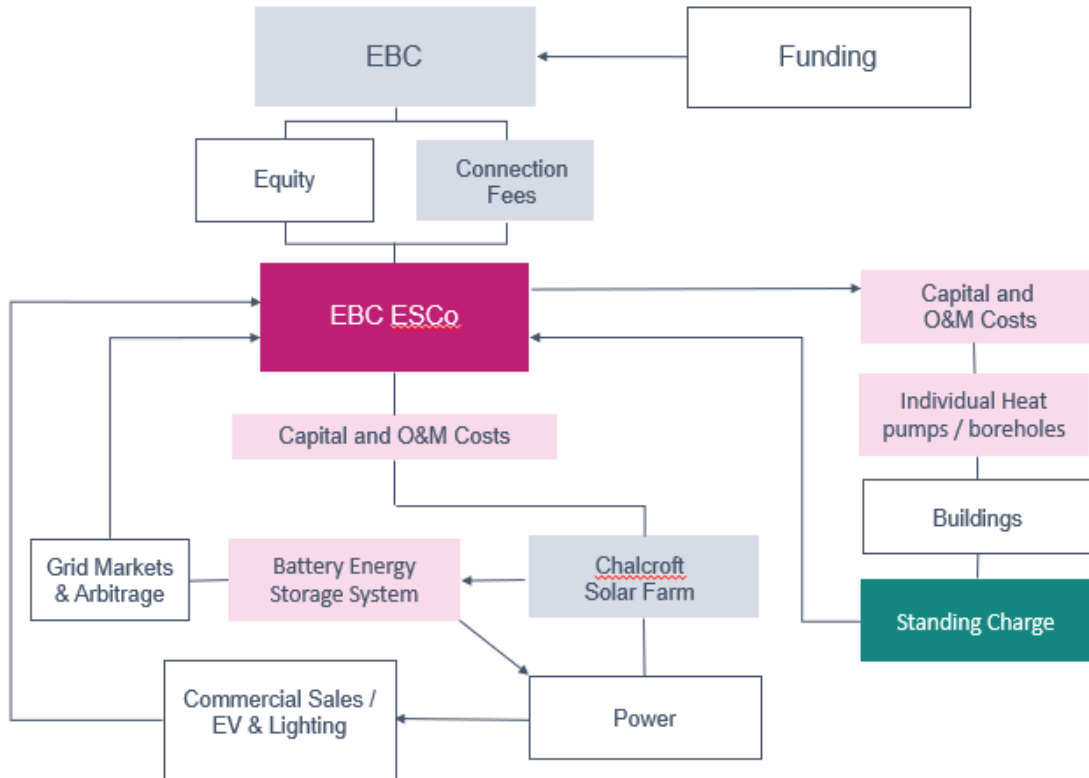 EBC
Funding
Equity
Connection
Fees
EBC ESCo
Capital and
O&M Costs
Capital and O&M Costs
Individual Heat
pumps / boreholes
Buildings
Grid Markets
& Arbitrage
Battery Energy
Storage System
Chalcroft
Solar Farm
Standing Charge
Commercial Sales /
EV & Lighting
Power